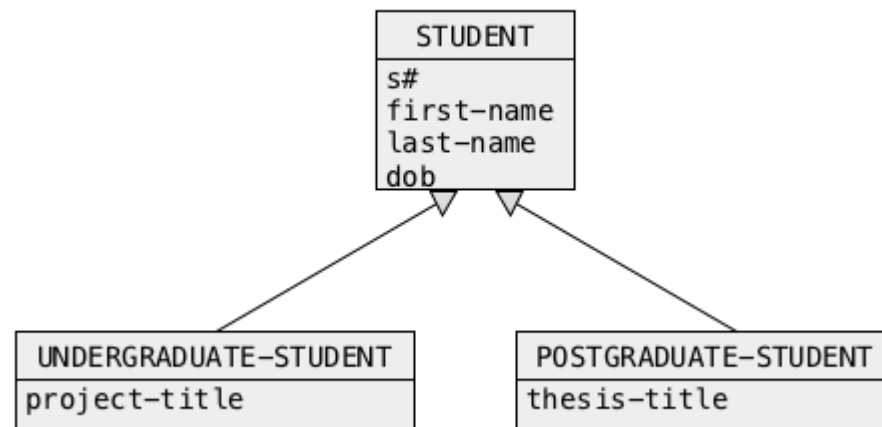 STUDENT
s#
first-name
last-name
dob
UNDERGRADUATE-STUDENT
project-title
POSTGRADUATE-STUDENT
thesis-title